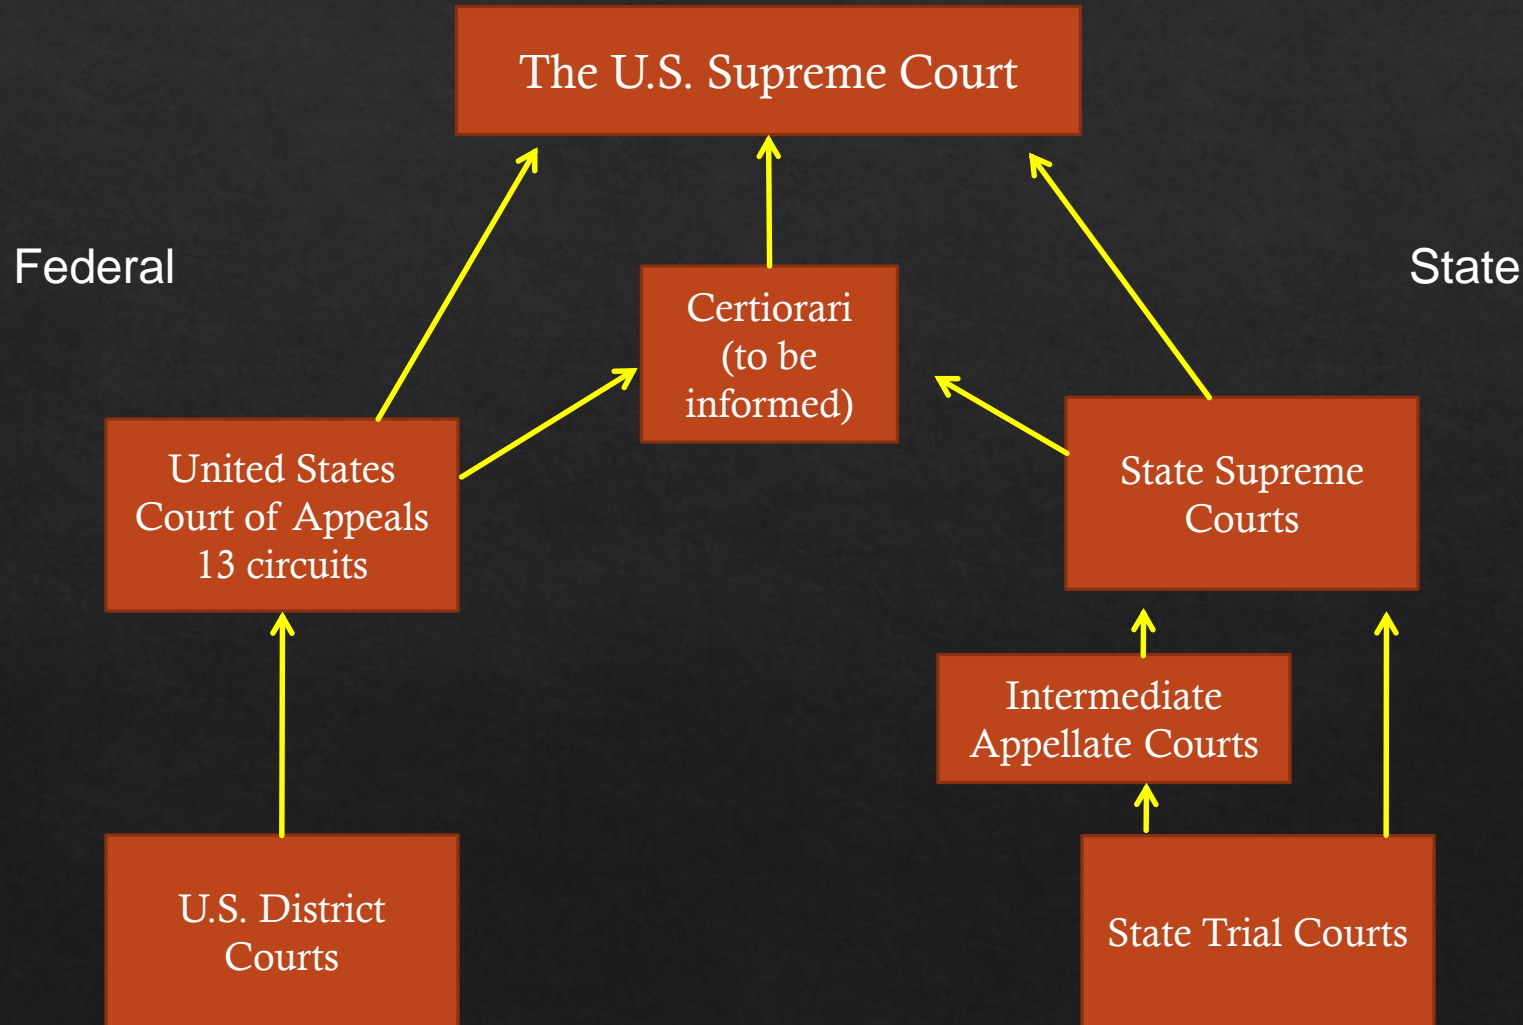 The U.S. Supreme Court
Federal
State
Certiorari
(to be
informed)
United States
Court of Appeals
13 circuits
State Supreme
Courts
Intermediate
Appellate Courts
U.S. District
Courts
State Trial Courts